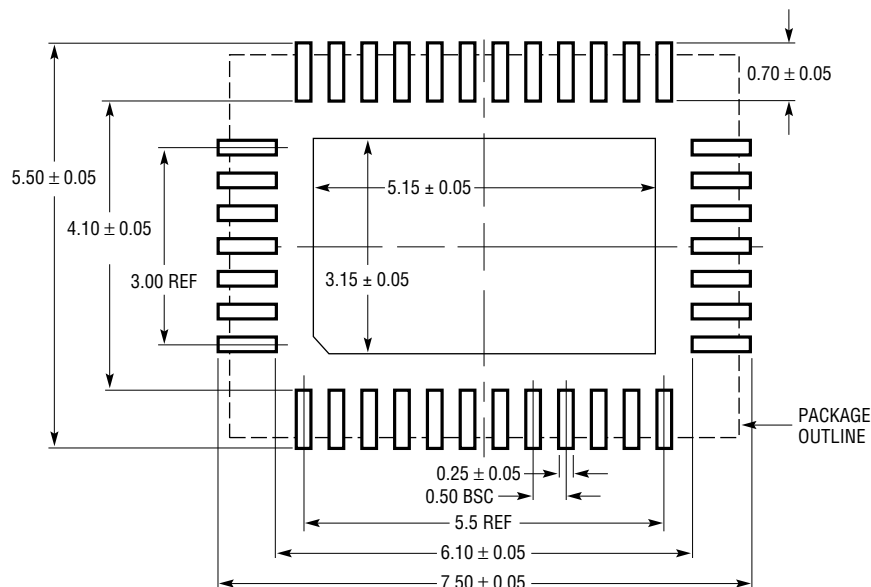 0.70 ± 0.05
5.50 ± 0.05
5.15 ± 0.05
4.10 ± 0.05
3.00 REF
3.15 ± 0.05
PACKAGE
OUTLINE
0.25 ± 0.05
0.50 BSC
5.5 REF
6.10 ± 0.05
7.50 ± 0.05